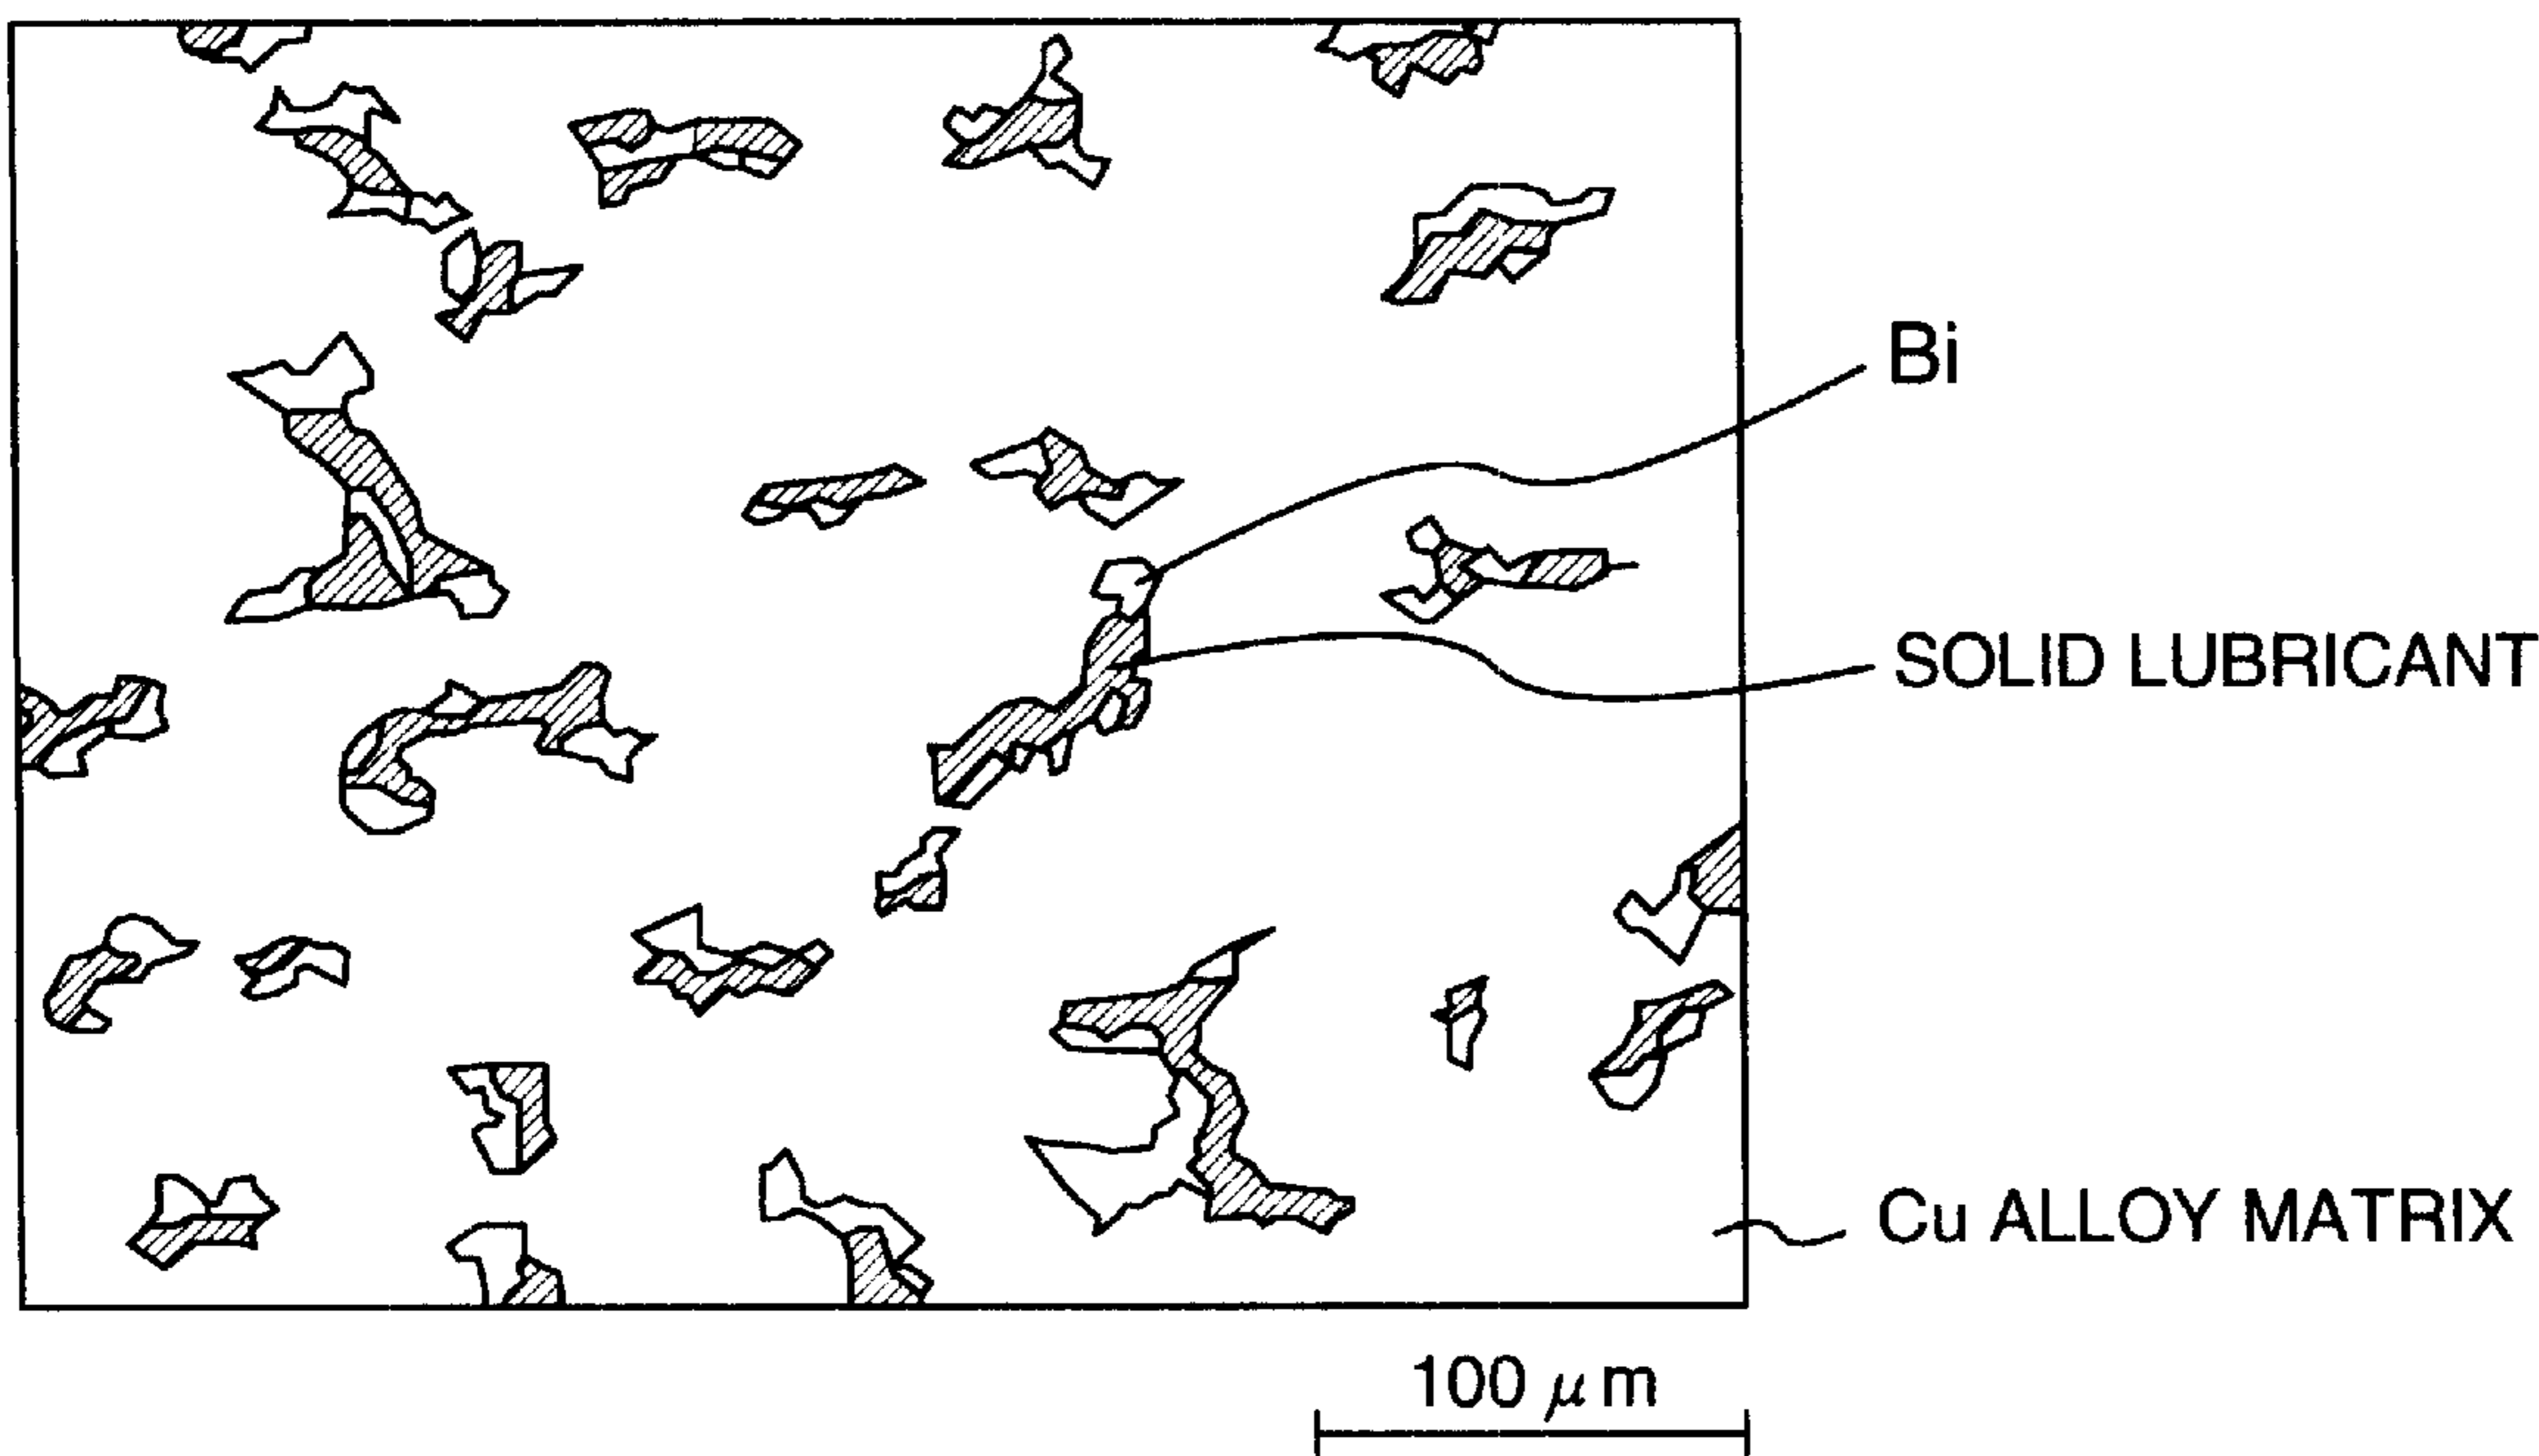 Bi
SOLID LUBRICANT
Cu ALLOY MATRIX
100 μm